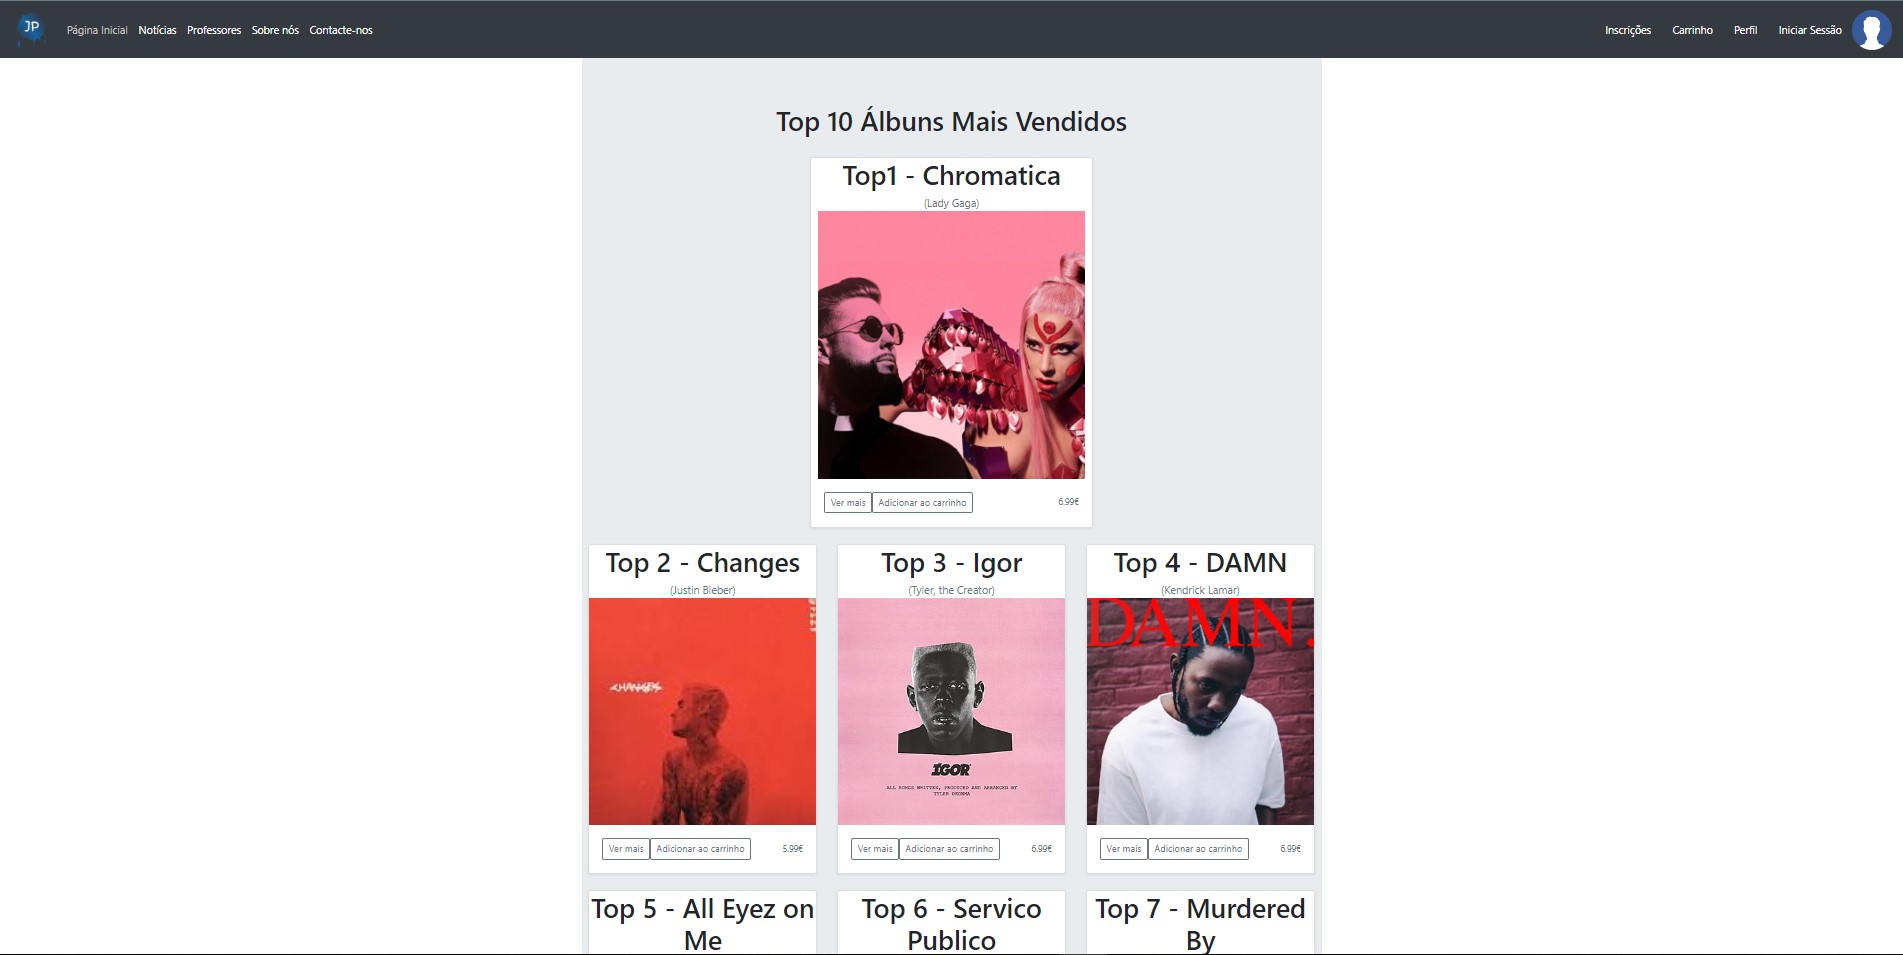 JP
Página Inicial Notícias Professores Sobre nós Contacte-nos Inscrições Carrinho Perfil Iniciar Sessão
Top 10 Álbuns Mais Vendidos
Top1 - Chromatica
(Lady Gaga)
Ver mais Adicionar ao carrinho 6.99€
Top 2 - Changes
(Justin Bieber)
CHANGES
Ver mais Adicionar ao carrinho 5.99€
Top 3 - Igor
(Tyler, the Creator)
IGOR
ALL SONGS WRITTEN, PRODUCED AND ARRANGED BY
TYLER OKONMA
Ver mais Adicionar ao carrinho 6.99€
Top 4 - DAMN
(Kendrick Lamar)
DAMN.
Ver mais Adicionar ao carrinho 6.99€
Top 5 - All Eyez on
Me
Top 6 - Servico
Publico
Top 7 - Murdered
By